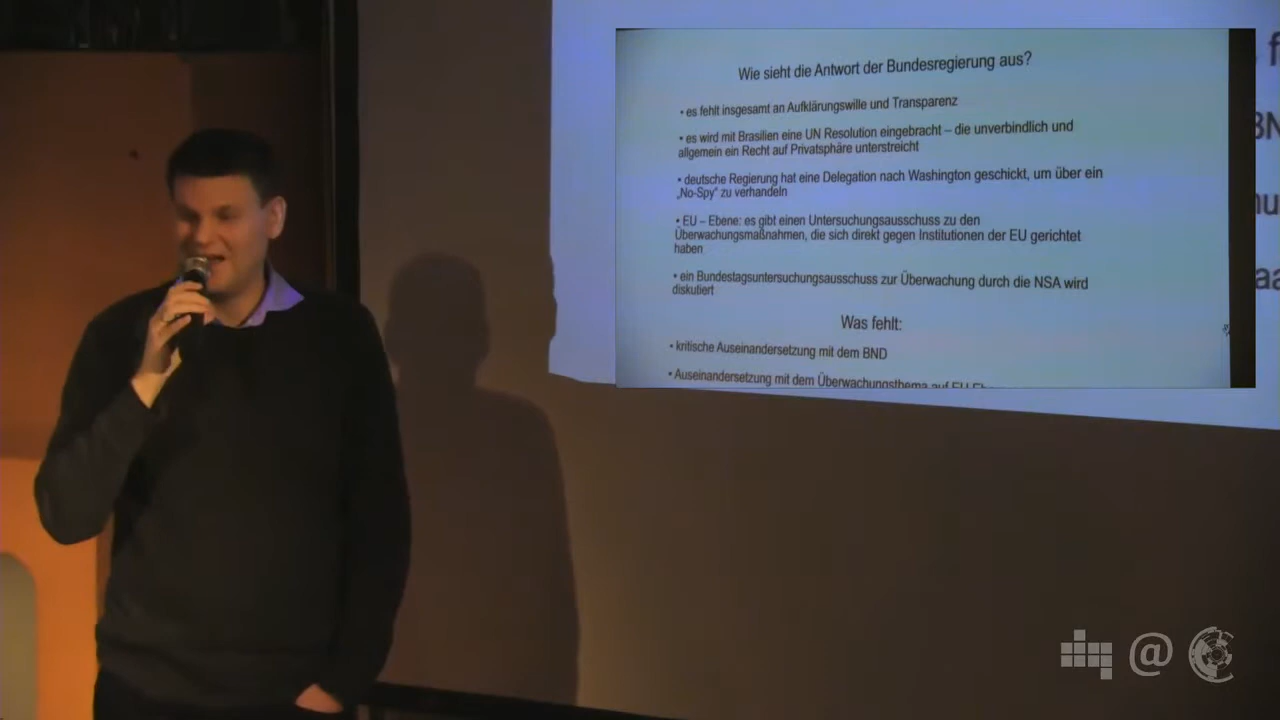 Wie sieht die Antwort der Bundesregierung aus?
• es fehlt insgesamt an Aufklärungswille und Transparenz
• es wird mit Brasilien eine UN Resolution eingebracht – die unverbindlich und
allgemein ein Recht auf Privatsphäre unterstreicht
• deutsche Regierung hat eine Delegation nach Washington geschickt, um über ein
„No-Spy“ zu verhandeln
• EU – Ebene: es gibt einen Untersuchungsausschuss zu den
Überwachungsmaßnahmen, die sich direkt gegen Institutionen der EU gerichtet
haben
• ein Bundestagsuntersuchungsausschuss zur Überwachung durch die NSA wird
diskutiert
Was fehlt:
• kritische Auseinandersetzung mit dem BND
• Auseinandersetzung mit dem Überwachungsthema auf EU
@